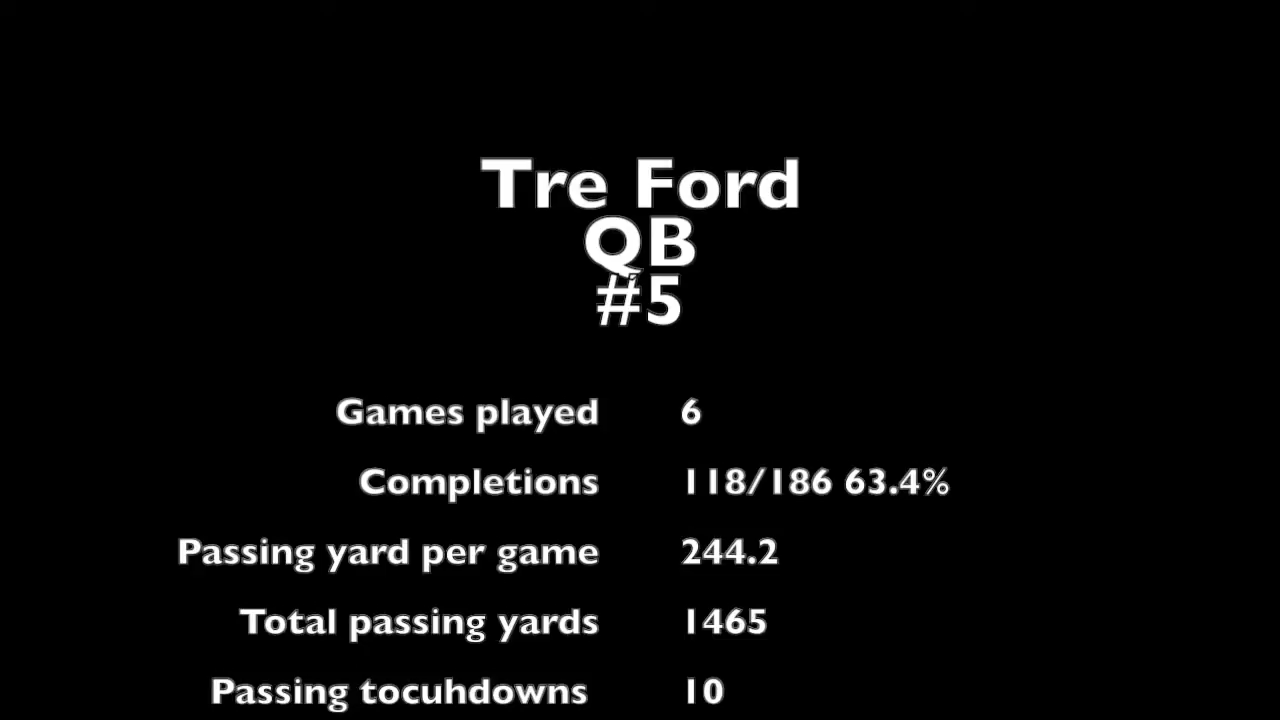 Tre Ford
QB
#5
Games played 6
Completions 118/186 63.4%
Passing yard per game 244.2
Total passing yards 1465
Passing tocuhdowns 10